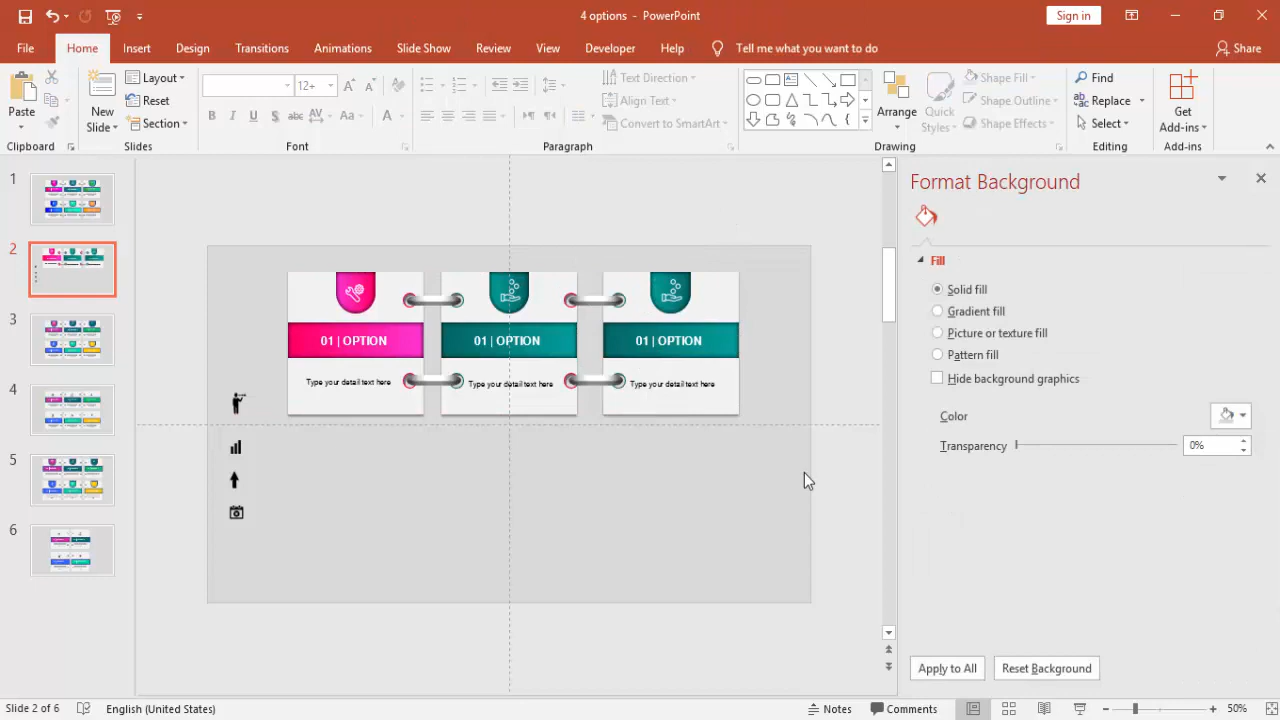 4 options - PowerPoint
Sign in
File Home Insert Design Transitions Animations Slide Show Review View Developer Help Tell me what you want to do Share
Paste
New Slide
Layout
Reset
Section
12+
B I U S abc AV Aa A
Text Direction
Align Text
Convert to SmartArt
Arrange
Quick Styles
Shape Fill
Shape Outline
Shape Effects
Find
Replace
Select
Get Add-ins
Clipboard Slides Font Paragraph Drawing Editing Add-ins
1
2
3
4
5
6
01 | OPTION 01 | OPTION 01 | OPTION
Type your detail text here Type your detail text here Type your detail text here
Format Background
Fill
Solid fill
Gradient fill
Picture or texture fill
Pattern fill
Hide background graphics
Color
Transparency 0%
Apply to All Reset Background
Slide 2 of 6 English (United States) Notes Comments 50%